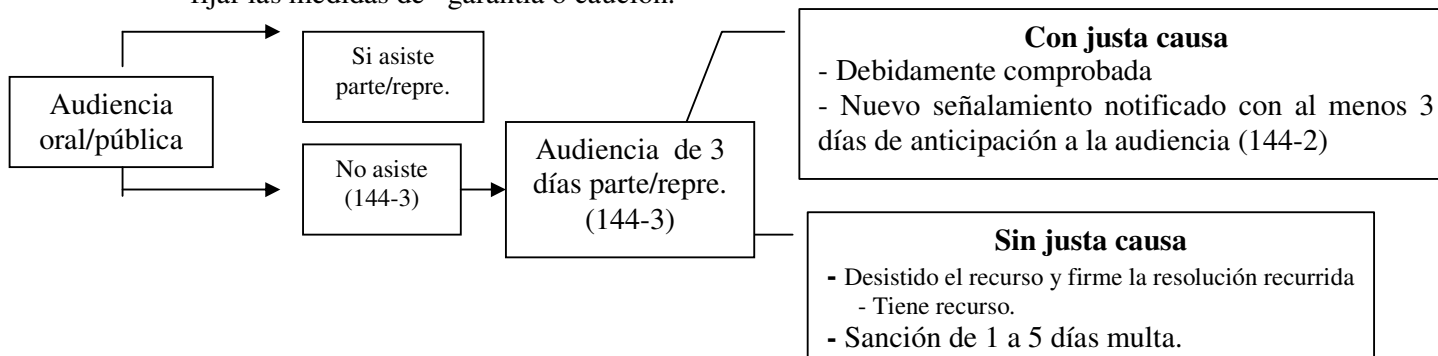 fijar las medidas de garantía o caución.
Audiencia
oral/pública
Si asiste
parte/repre.
No asiste
(144-3)
Audiencia de 3
días parte/repre.
(144-3)
Con justa causa
- Debidamente comprobada
- Nuevo señalamiento notificado con al menos 3
días de anticipación a la audiencia (144-2)
Sin justa causa
- Desistido el recurso y firme la resolución recurrida
- Tiene recurso.
- Sanción de 1 a 5 días multa.